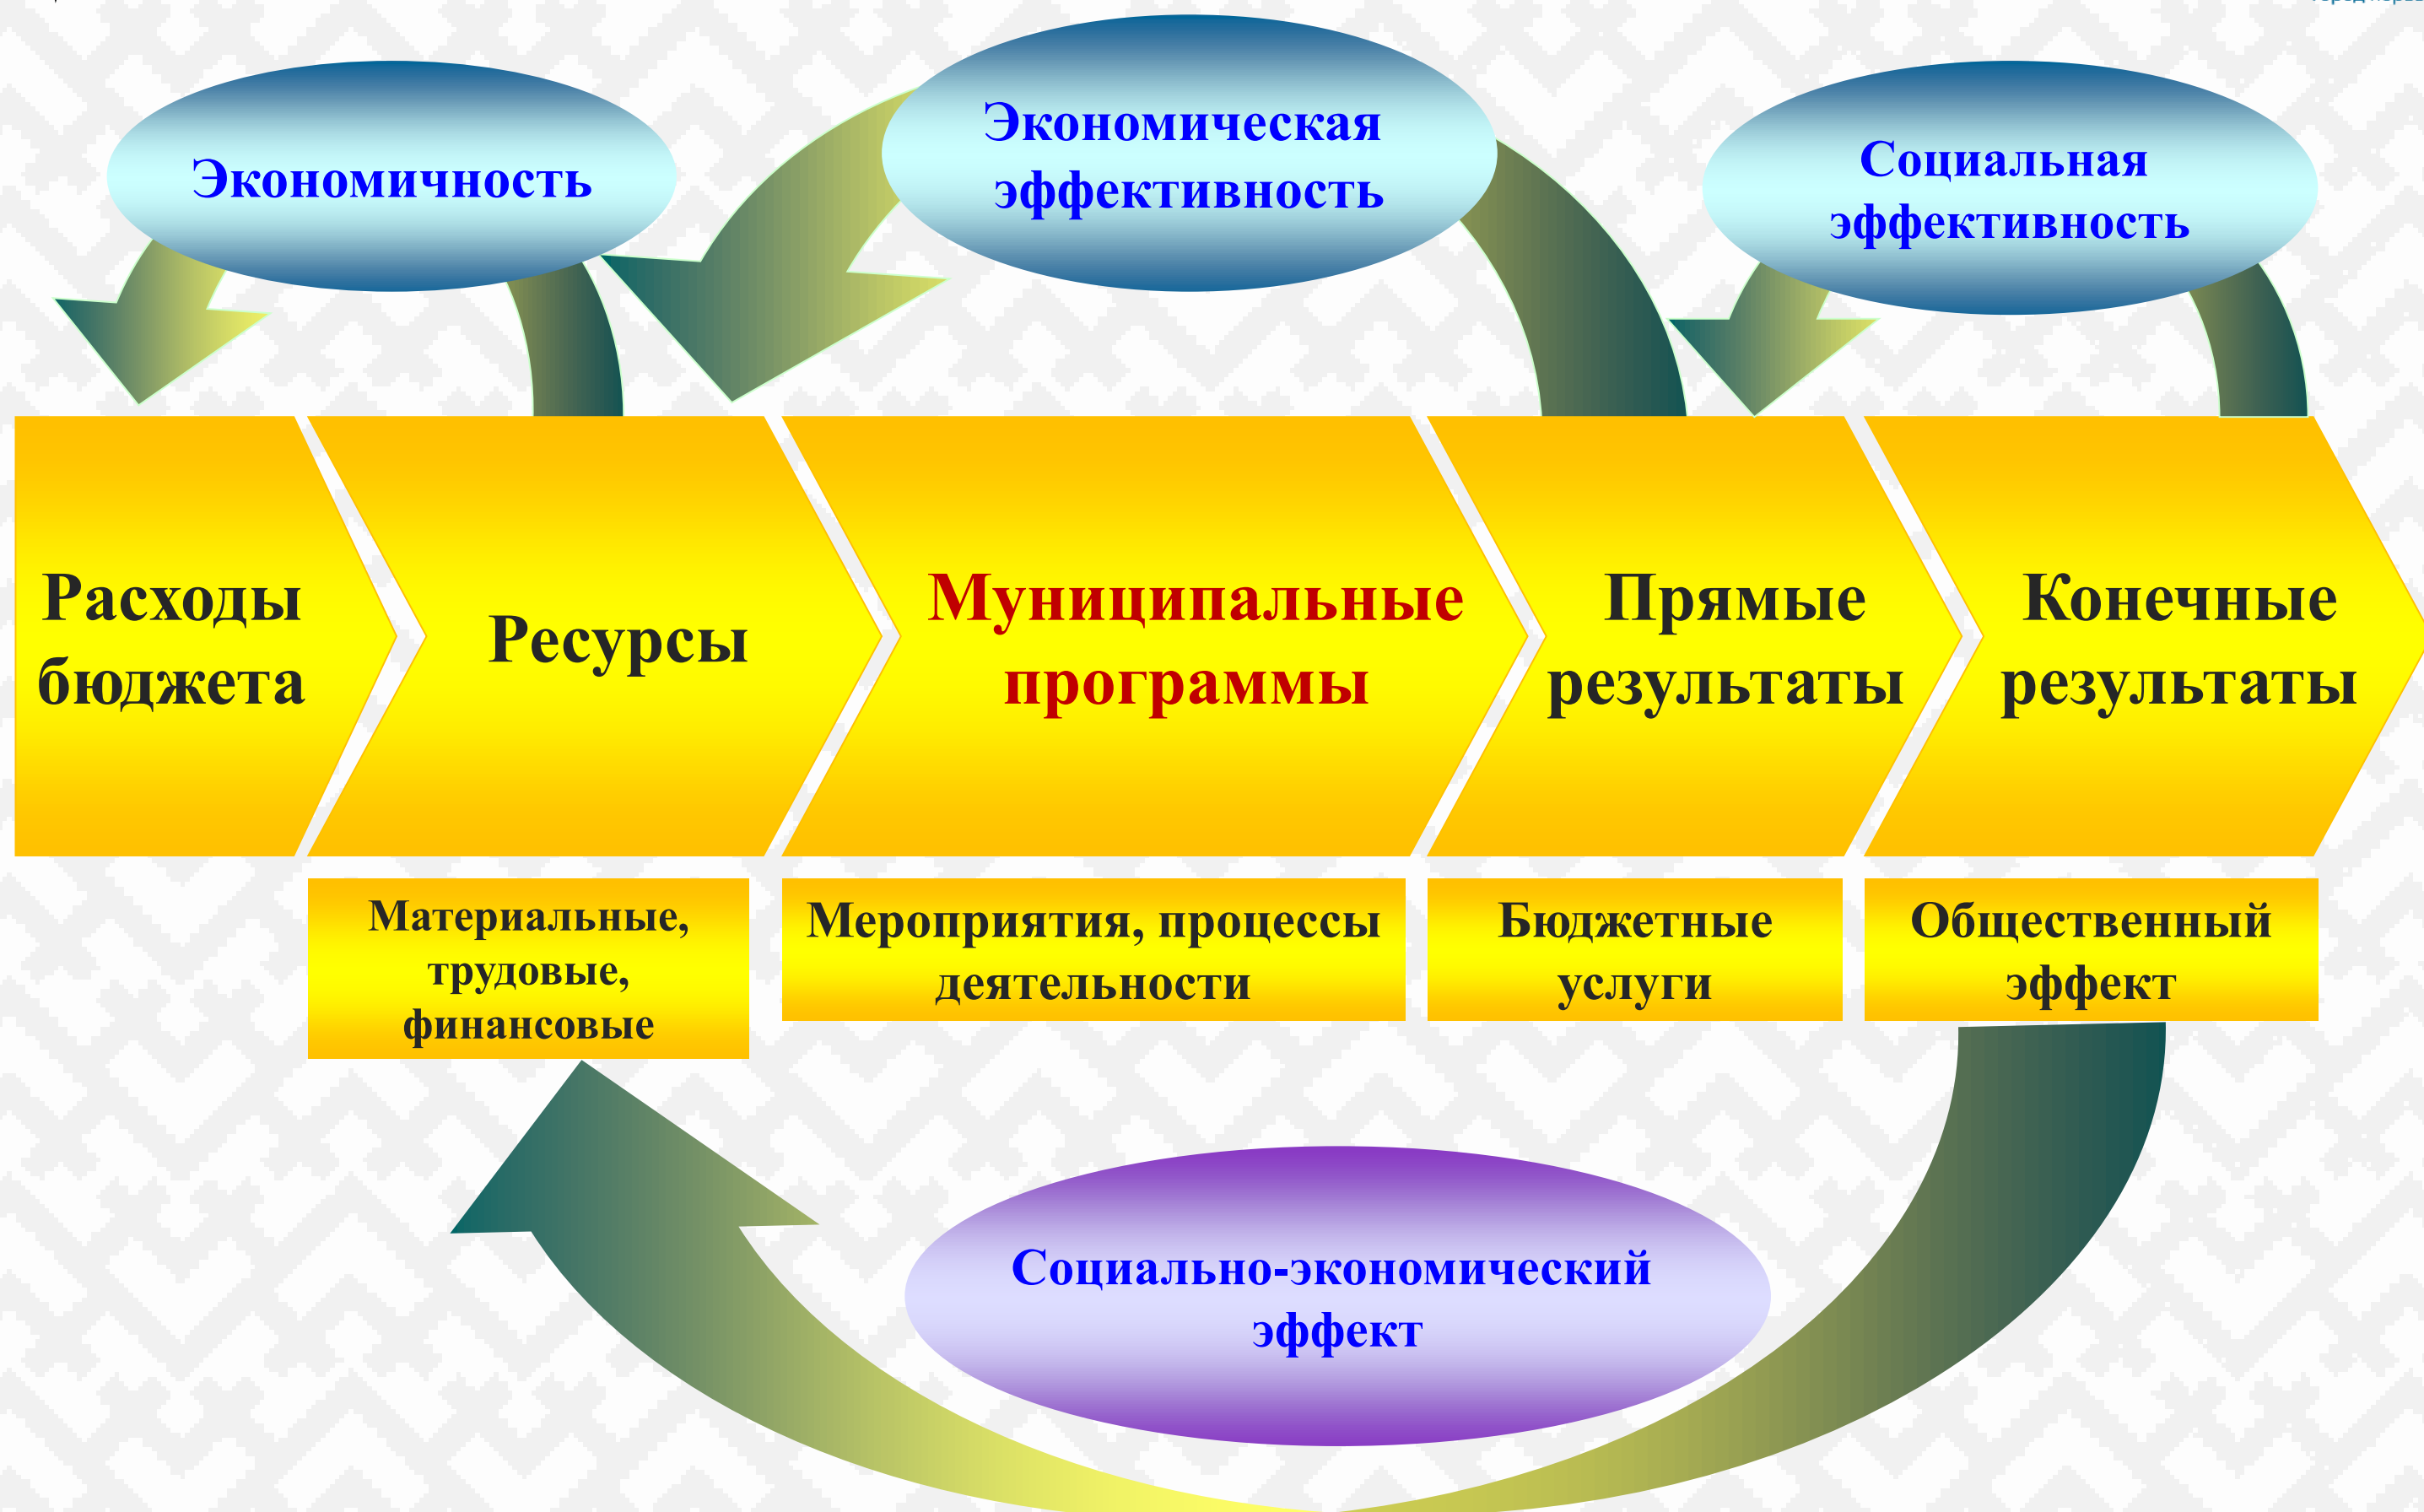 Экономичность
Экономическая
эффективность
Социальная
эффективность
Расходы
бюджета
Ресурсы
Муниципальные
программы
Прямые
результаты
Конечные
результаты
Материальные,
трудовые,
финансовые
Мероприятия, процессы
деятельности
Бюджетные
услуги
Общественный
эффект
Социально-экономический
эффект